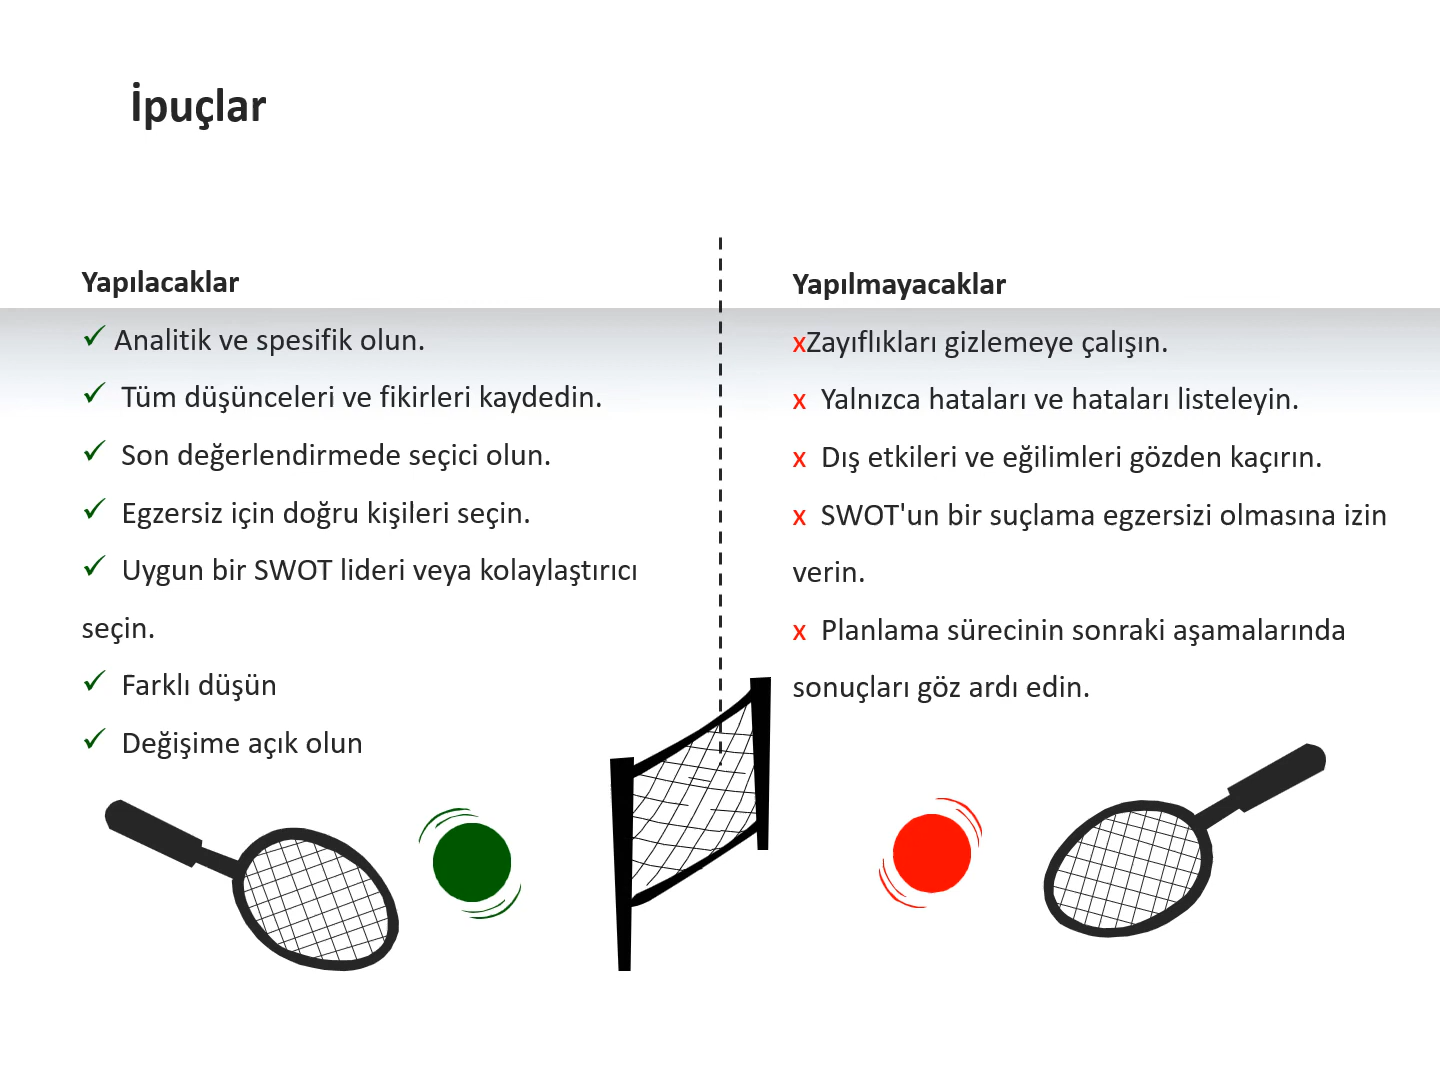 İpuçlar
Yapılacaklar
✓ Analitik ve spesifik olun.
✓ Tüm düşünceleri ve fikirleri kaydedin.
✓ Son değerlendirmede seçici olun.
✓ Egzersiz için doğru kişileri seçin.
✓ Uygun bir SWOT lideri veya kolaylaştırıcı
seçin.
✓ Farklı düşün
✓ Değişime açık olun
Yapılmayacaklar
xZayıflıkları gizlemeye çalışın.
x Yalnızca hataları ve hataları listeleyin.
x Dış etkileri ve eğilimleri gözden kaçırın.
x SWOT'un bir suçlama egzersizi olmasına izin
verin.
x Planlama sürecinin sonraki aşamalarında
sonuçları göz ardı edin.